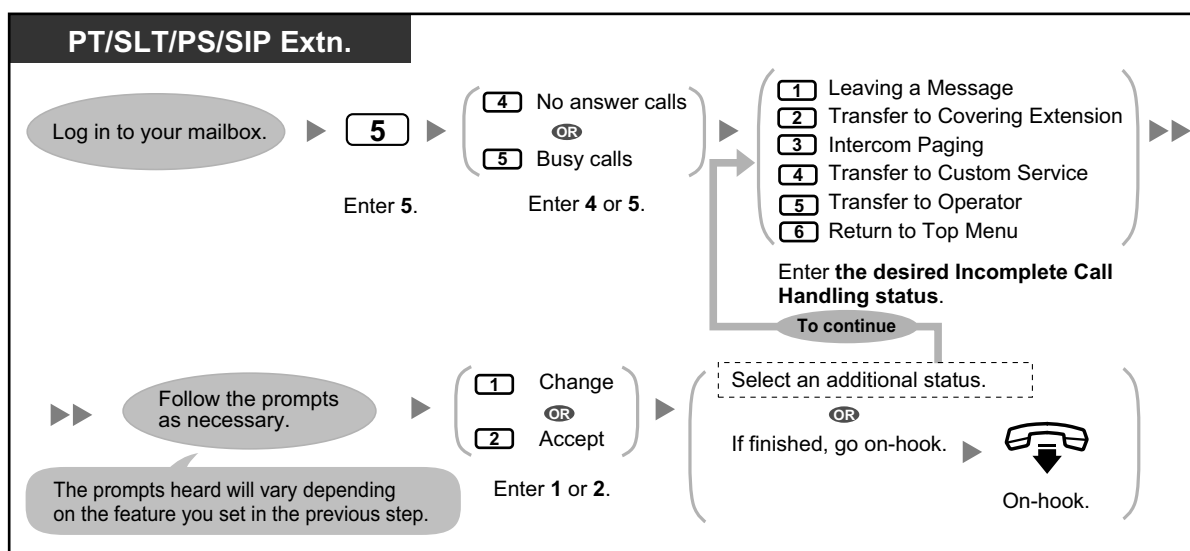 PT/SLT/PS/SIP Extn.
Log in to your mailbox.
5
Enter 5.
4 No answer calls
OR
5 Busy calls
Enter 4 or 5.
1 Leaving a Message
2 Transfer to Covering Extension
3 Intercom Paging
4 Transfer to Custom Service
5 Transfer to Operator
6 Return to Top Menu
Enter the desired Incomplete Call
Handling status.
To continue
Follow the prompts
as necessary.
The prompts heard will vary depending
on the feature you set in the previous step.
1 Change
OR
2 Accept
Enter 1 or 2.
Select an additional status.
OR
If finished, go on-hook.
On-hook.